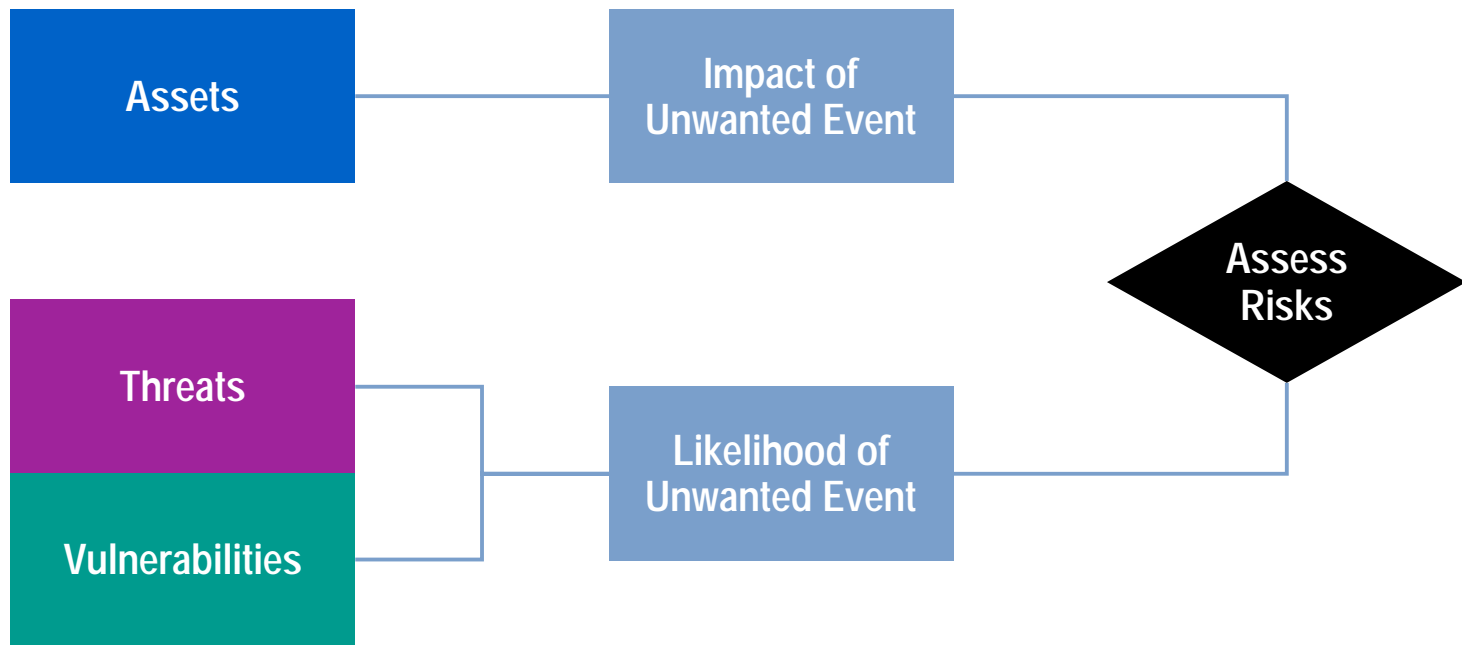 Assets
Impact of
Unwanted Event
Assess
Risks
Threats
Likelihood of
Unwanted Event
Vulnerabilities